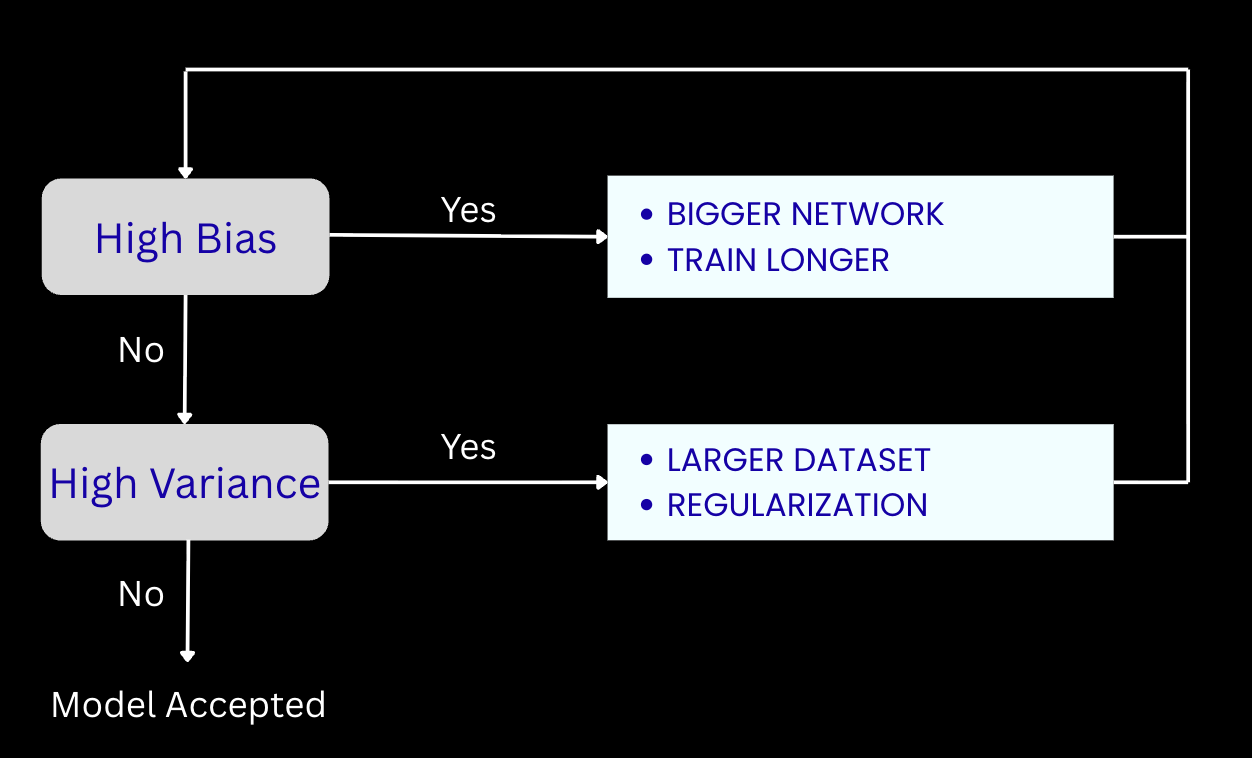 High Bias
Yes
• BIGGER NETWORK
• TRAIN LONGER
No
High Variance
Yes
• LARGER DATASET
• REGULARIZATION
No
Model Accepted